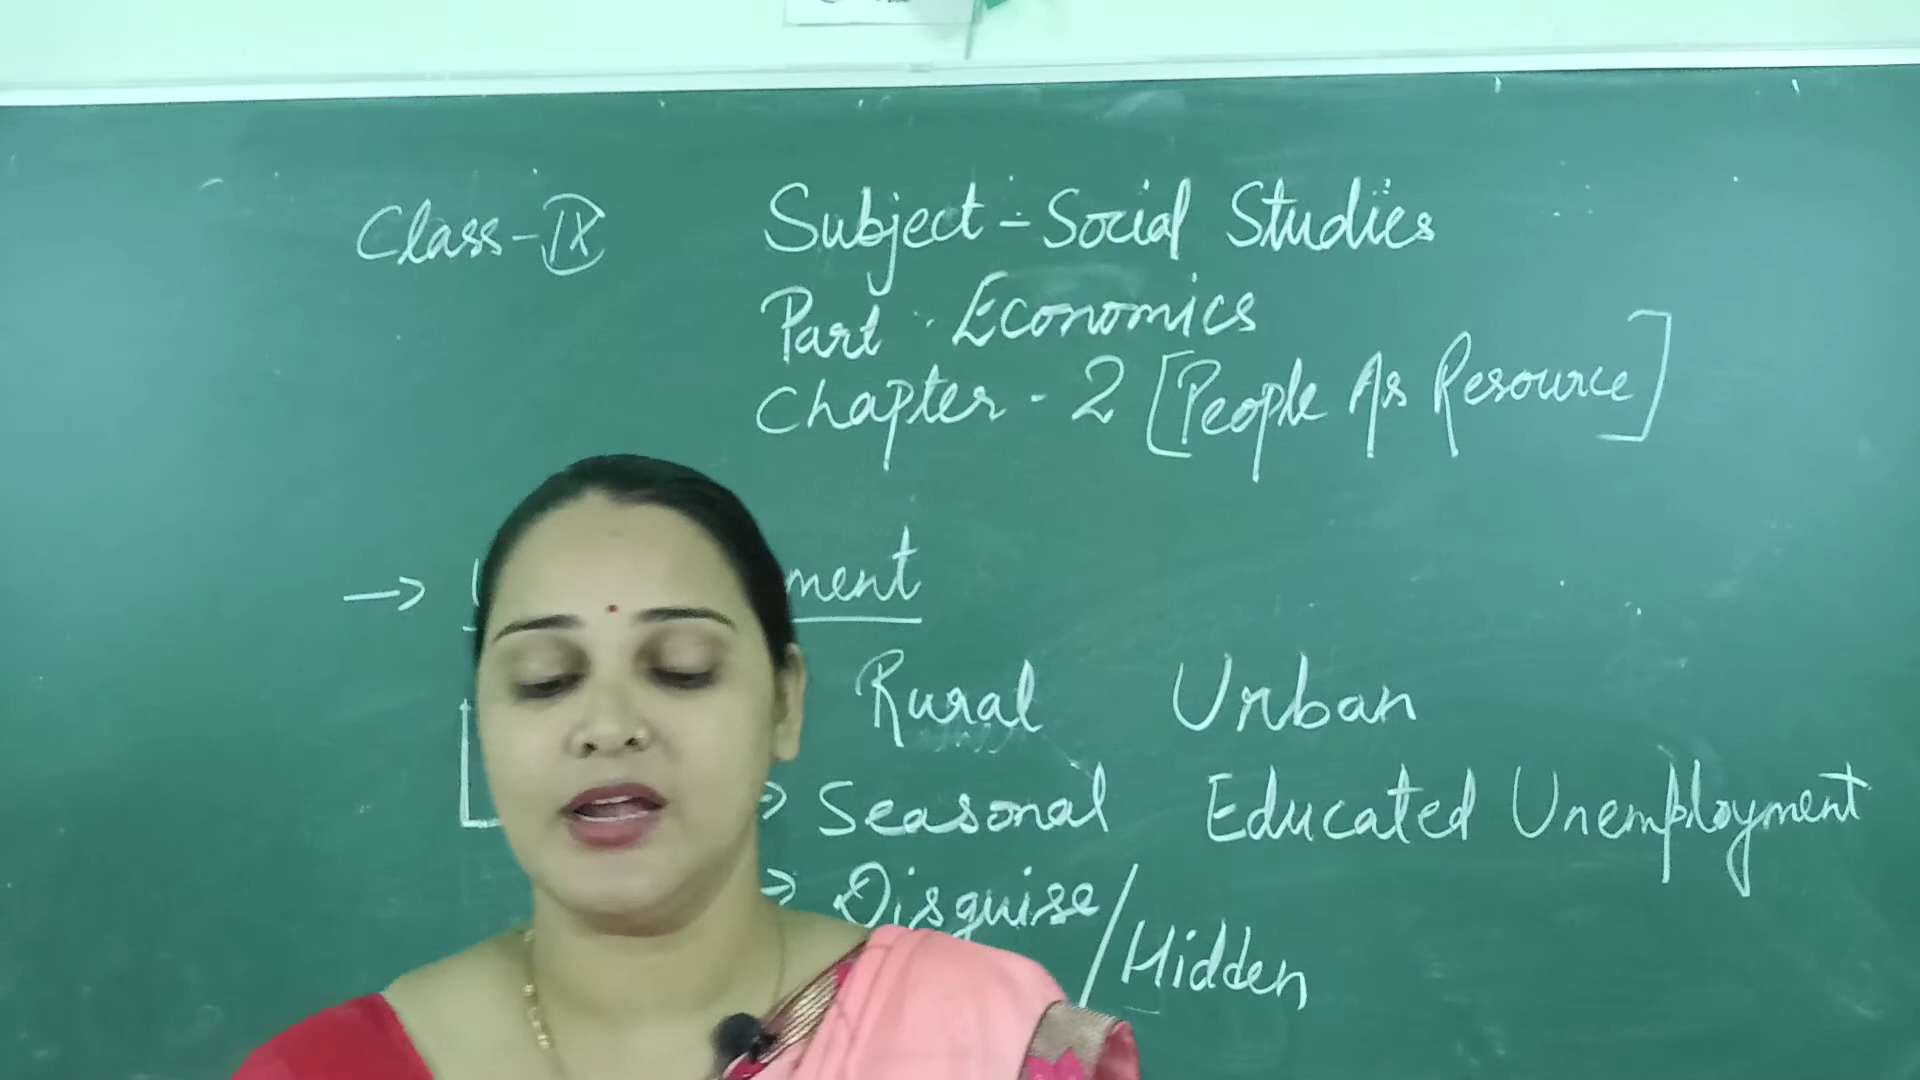 Class-IX
Subject-Social Studies
Part-Economics
Chapter-2 [People As Resource]
→ ment
Rural Urban
→ Seasonal Educated Unemployment
→ Disguise/Hidden